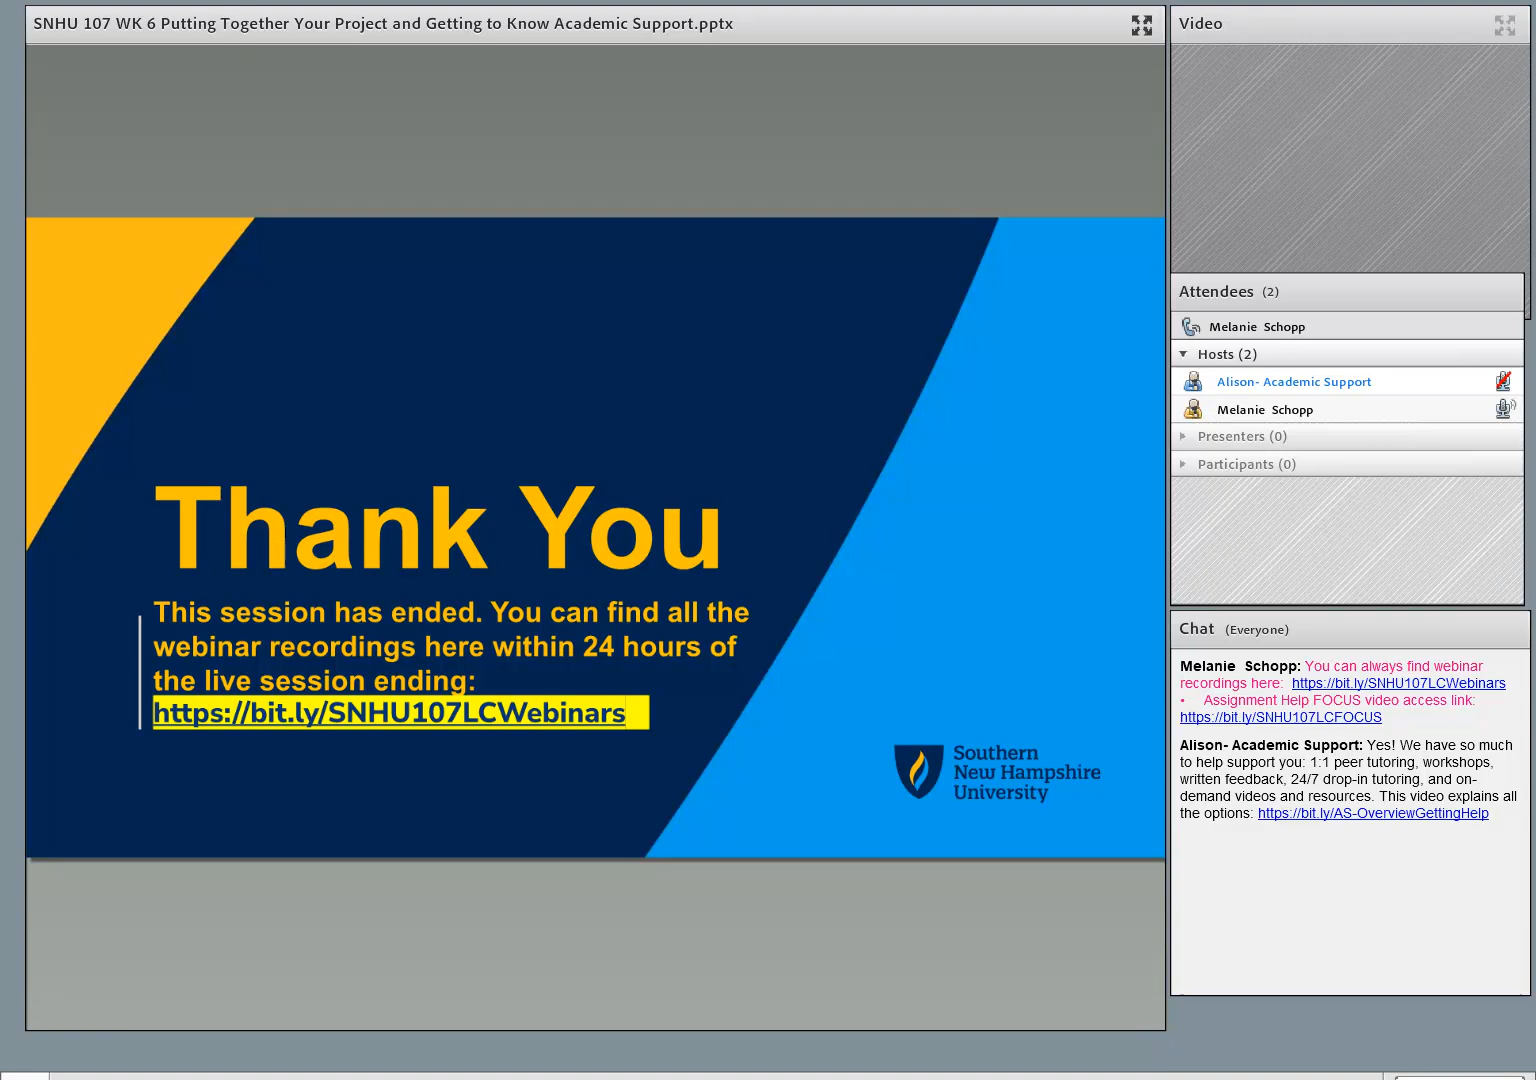 SNHU 107 WK 6 Putting Together Your Project and Getting to Know Academic Support.pptx
Thank You
This session has ended. You can find all the
webinar recordings here within 24 hours of
the live session ending:
https://bit.ly/SNHU107LCWebinars
Southern
New Hampshire
University
Video
Attendees (2)
Melanie Schopp
Hosts (2)
Alison- Academic Support
Melanie Schopp
Presenters (0)
Participants (0)
Chat (Everyone)
Melanie Schopp: You can always find webinar
recordings here: https://bit.ly/SNHU107LCWebinars
• Assignment Help FOCUS video access link:
https://bit.ly/SNHU107LCFOCUS
Alison- Academic Support: Yes! We have so much
to help support you: 1:1 peer tutoring, workshops,
written feedback, 24/7 drop-in tutoring, and on-
demand videos and resources. This video explains all
the options: https://bit.ly/AS-OverviewGettingHelp